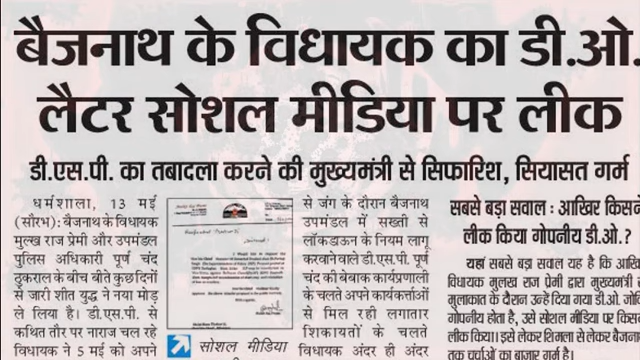 बैजनाथ के विधायक का डी.ओ.
लैटर सोशल मीडिया पर लीक
डी.एस.पी. का तबादला करने की मुख्यमंत्री से सिफारिश, सियासत गर्म
धर्मशाला, 13 मई
(सौरभ): बैजनाथ के विधायक
मुल्ख राज प्रेमी और उपमंडल
पुलिस अधिकारी पूर्ण चंद
ठुकराल के बीच बीते कुछ दिनों
से जारी शीत युद्ध ने नया मोड़
ले लिया है। डी.एस.पी. से
कथित तौर पर नाराज चल रहे
विधायक ने 5 मई को अपने
सोशल मीडिया
से जंग के दौरान बैजनाथ
उपमंडल में सख्ती से
लॉकडाऊन के नियम लागू
करवाने वाले डी.एस.पी. पूर्ण
चंद की बेबाक कार्यप्रणाली
के चलते अपने कार्यकर्त्ताओं
से मिल रही लगातार
शिकायतों के चलते
विधायक अंदर ही अंदर
सबसे बड़ा सवाल : आखिर किसने
लीक किया गोपनीय डी.ओ.?
यहां सबसे बड़ा सवाल यह है कि आखि
विधायक मुलख राज प्रेमी द्वारा मुख्यमंत्री से
मुलाकात के दौरान उन्हें दिया गया डी.ओ. जोकि
गोपनीय होता है, उसे सोशल मीडिया पर किसने
लीक किया। इसे लेकर शिमला से लेकर बैजना
तक चर्चाओं का बाजार गर्म है।